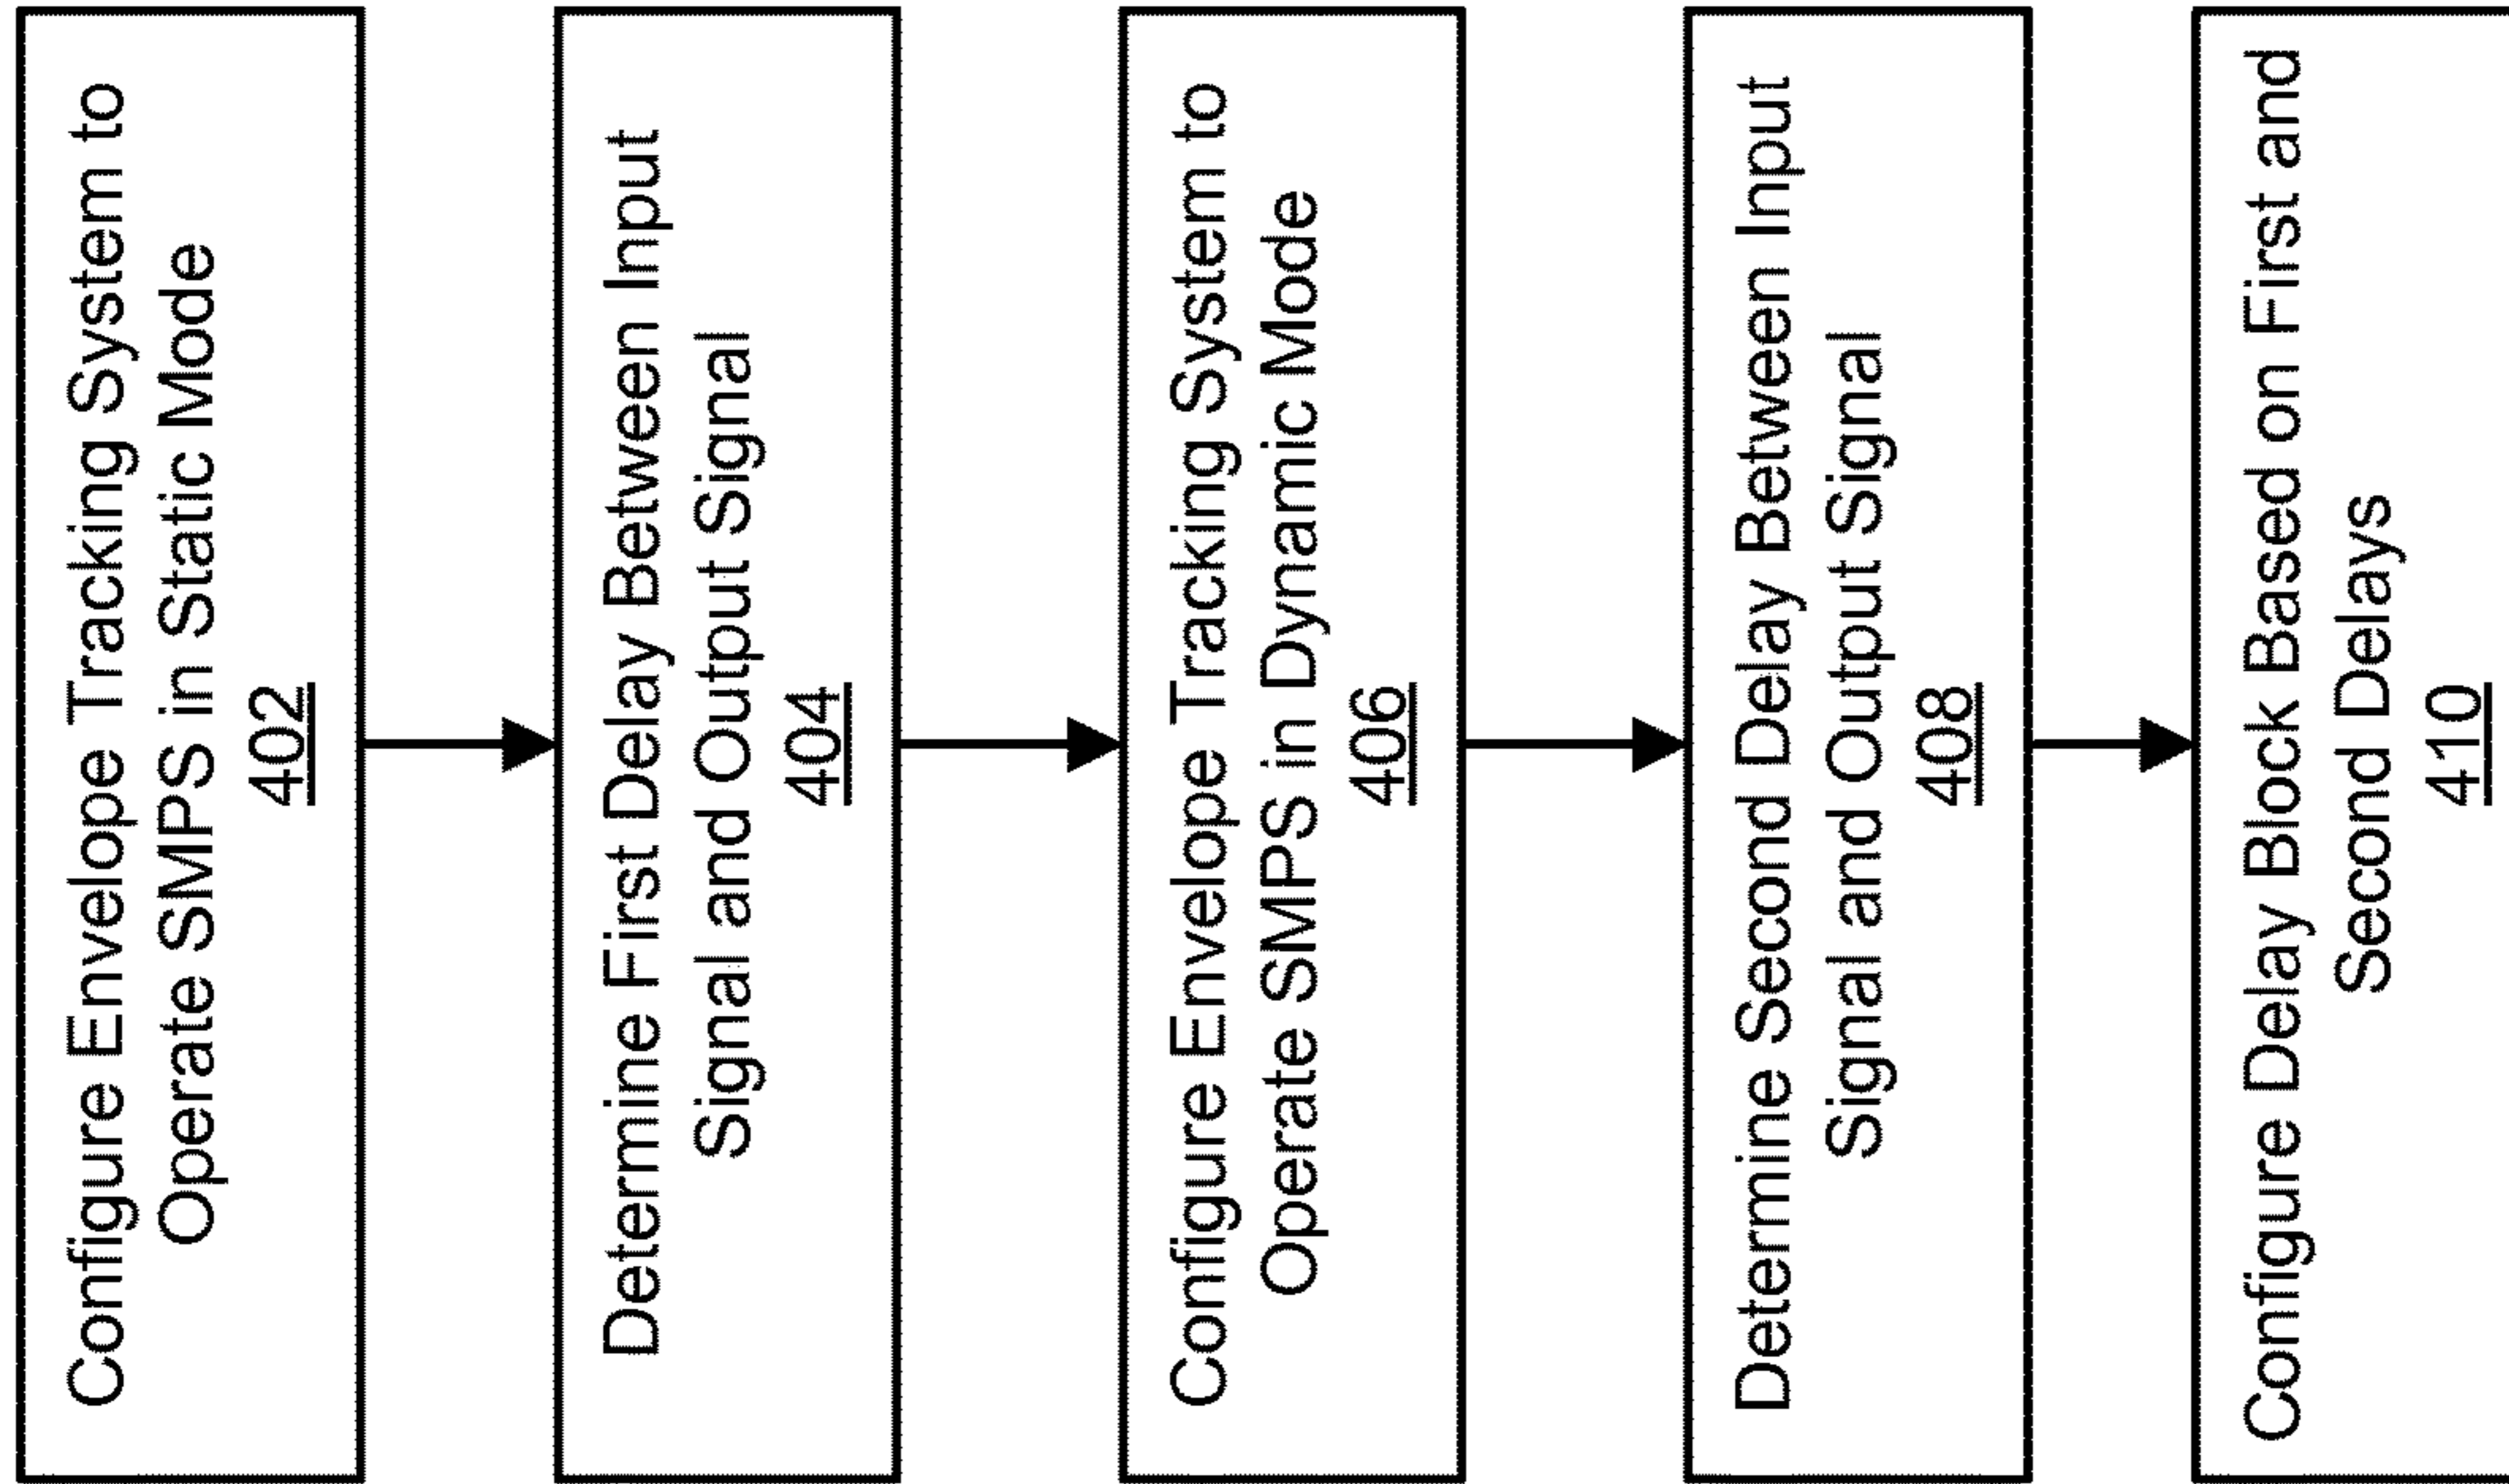 Configure Envelope Tracking System to
Operate SMPS in Static Mode
402
Determine First Delay Between Input
Signal and Output Signal
404
Configure Envelope Tracking System to
Operate SMPS in Dynamic Mode
406
Determine Second Delay Between Input
Signal and Output Signal
408
Configure Delay Block Based on First and
Second Delays
410